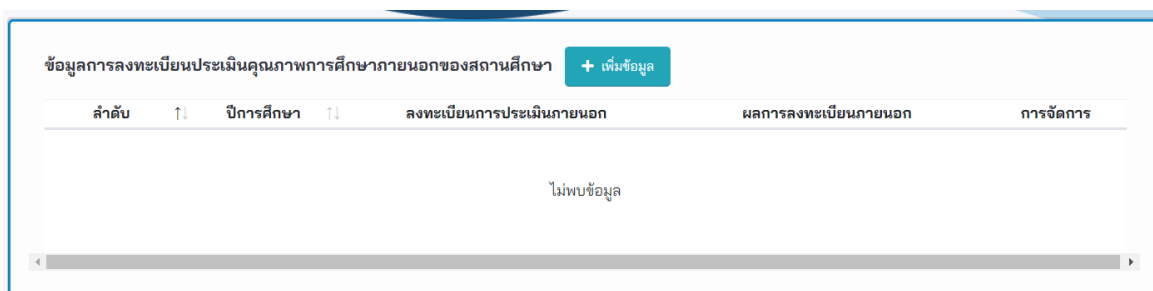 ข้อมูลการลงทะเบียนประเมินคุณภาพการศึกษาภายนอกของสถานศึกษา + เพิ่มข้อมูล
ลำดับ ↑↓ ปีการศึกษา ↑↓ ลงทะเบียนการประเมินภายนอก ผลการลงทะเบียนภายนอก การจัดการ
ไม่พบข้อมูล